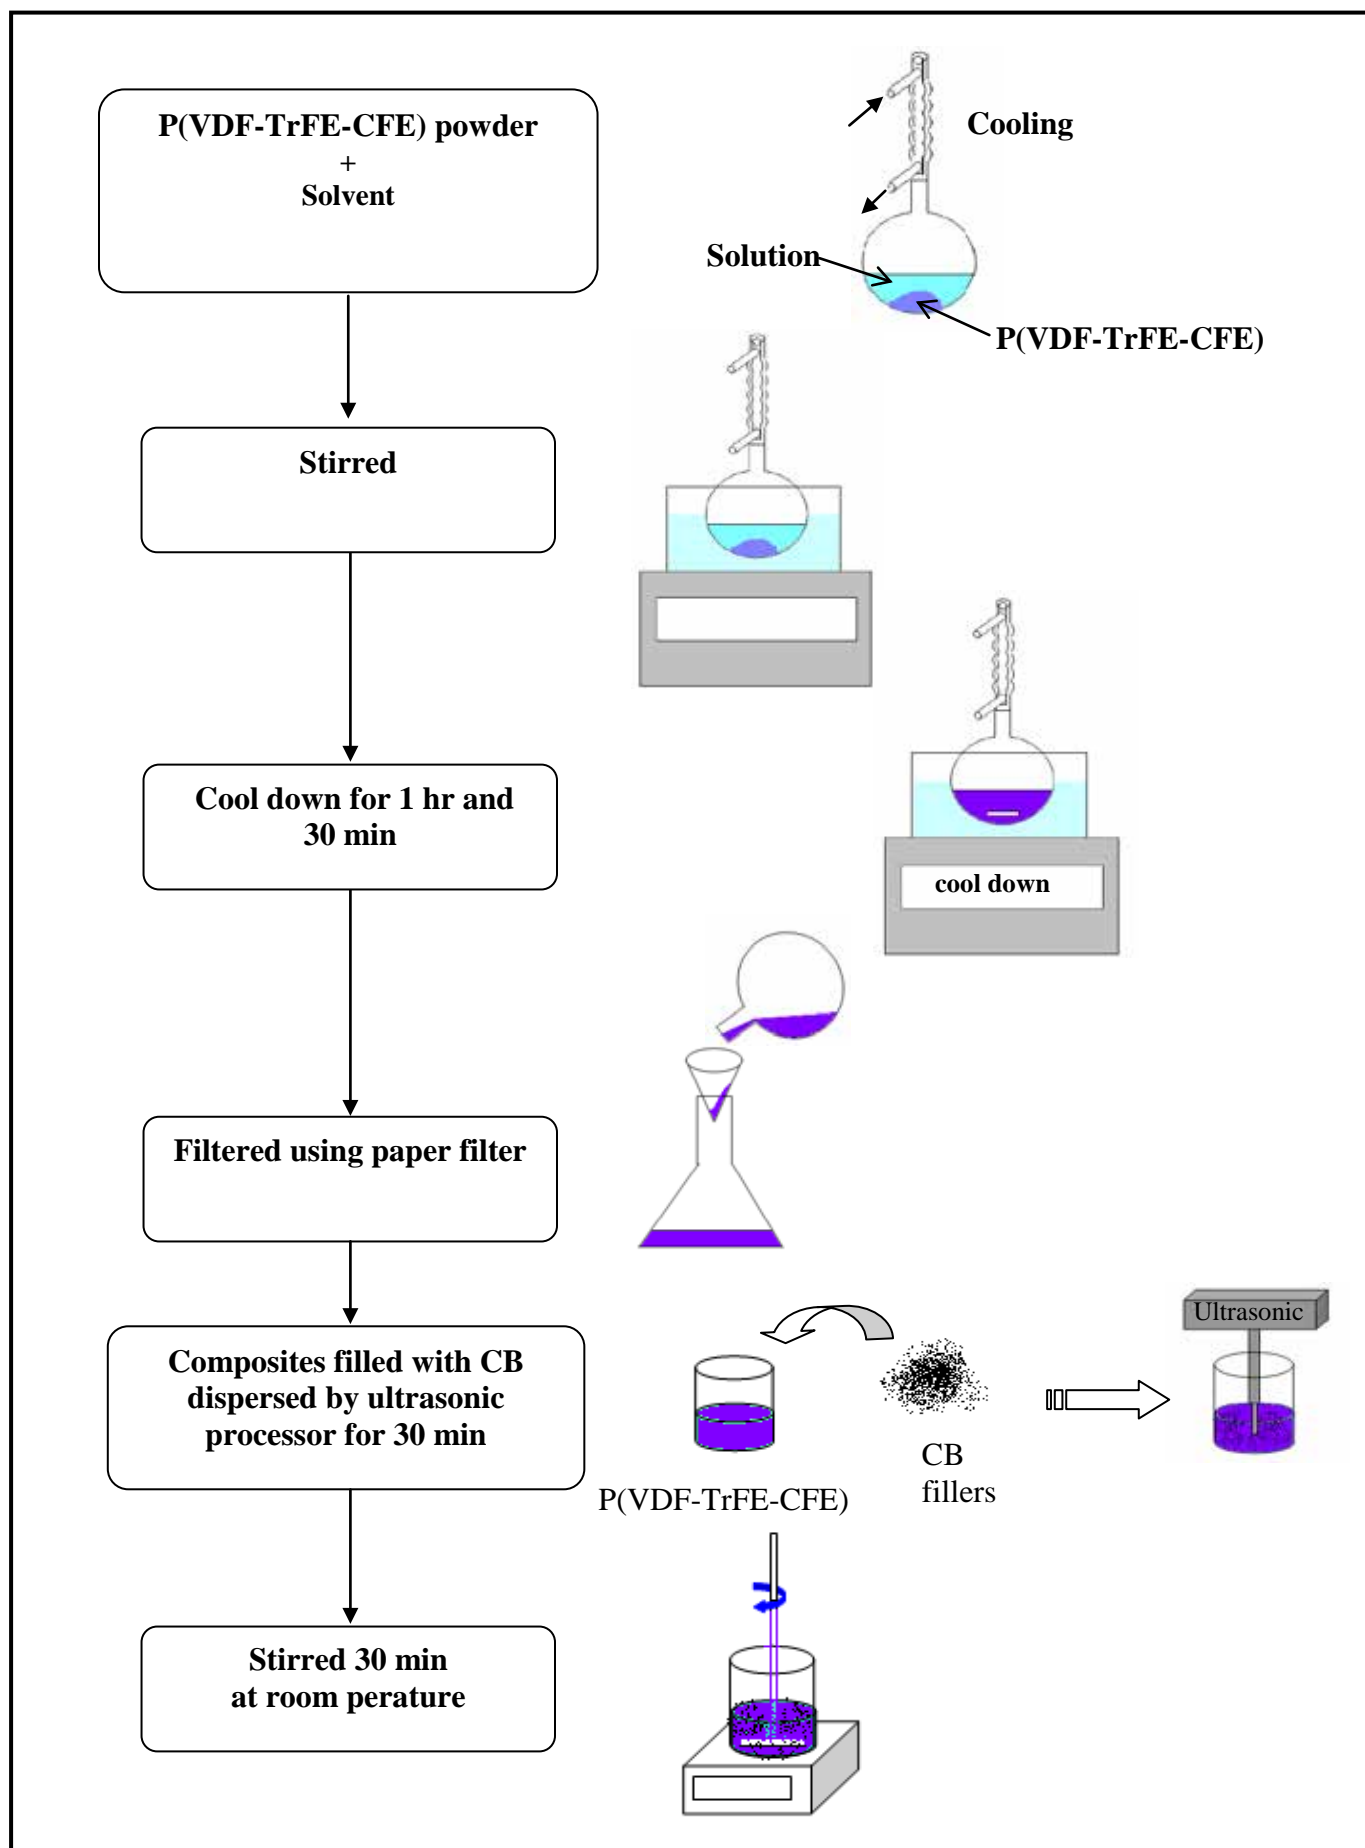 P(VDF-TrFE-CFE) powder
+
Solvent
Cooling
Solution
P(VDF-TrFE-CFE)
Stirred
Cool down for 1 hr and
30 min
cool down
Filtered using paper filter
Composites filled with CB
dispersed by ultrasonic
processor for 30 min
Ultrasonic
CB
fillers
P(VDF-TrFE-CFE)
Stirred 30 min
at room perature